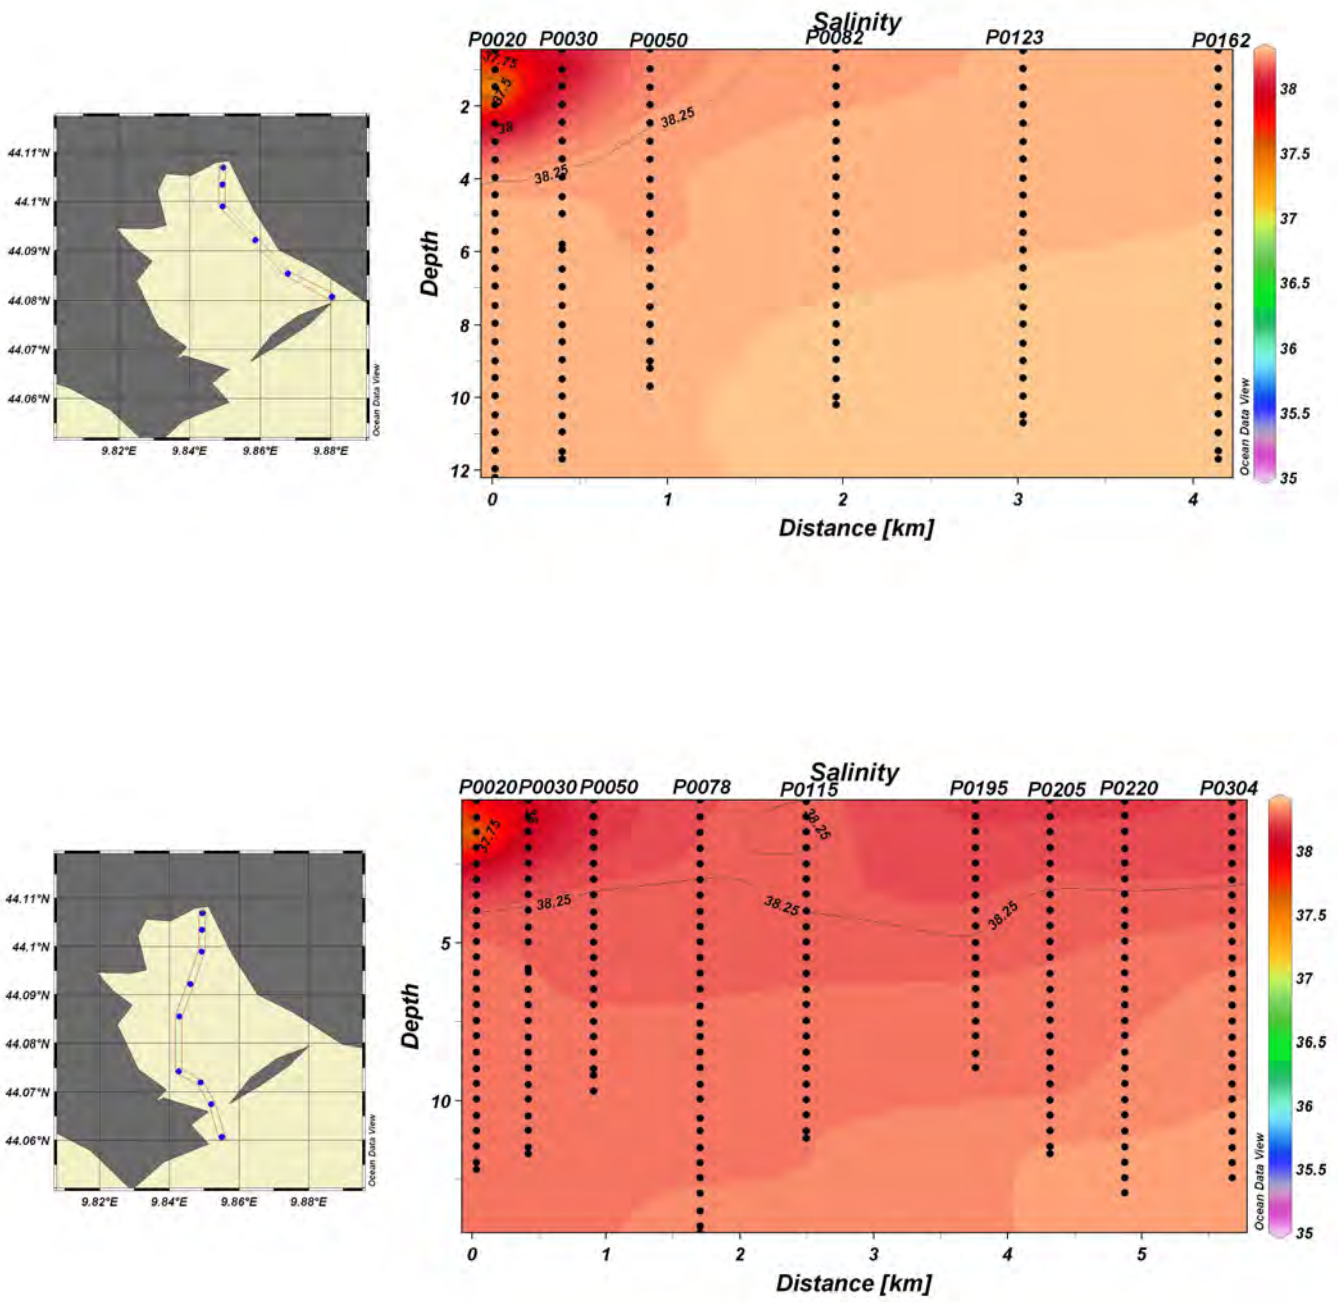 Salinity
P0020 P0030 P0050 P0082 P0123 P0162
37.75
37.5
38
38.25
38.25
Depth
2
4
6
8
10
12
0 1 2 3 4
Distance [km]
38
37.5
37
36.5
36
35.5
35
Ocean Data View
44.11°N
44.1°N
44.09°N
44.08°N
44.07°N
44.06°N
9.82°E 9.84°E 9.86°E 9.88°E
Ocean Data View
Salinity
P0020 P0030 P0050 P0078 P0115 P0195 P0205 P0220 P0304
37.75
38.25
38.25
38.25
38.25
Depth
5
10
0 1 2 3 4 5
Distance [km]
38
37.5
37
36.5
36
35.5
35
Ocean Data View
44.11°N
44.1°N
44.09°N
44.08°N
44.07°N
44.06°N
9.82°E 9.84°E 9.86°E 9.88°E
Ocean Data View